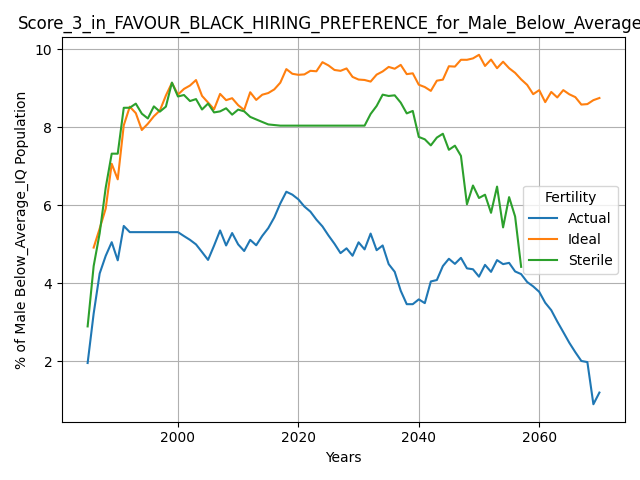 Score_3_in_FAVOUR_BLACK_HIRING_PREFERENCE_for_Male_Below_Average
% of Male Below_Average_IQ Population
10
8
6
4
2
Fertility
Actual
Ideal
Sterile
2000
2020
2040
2060
Years